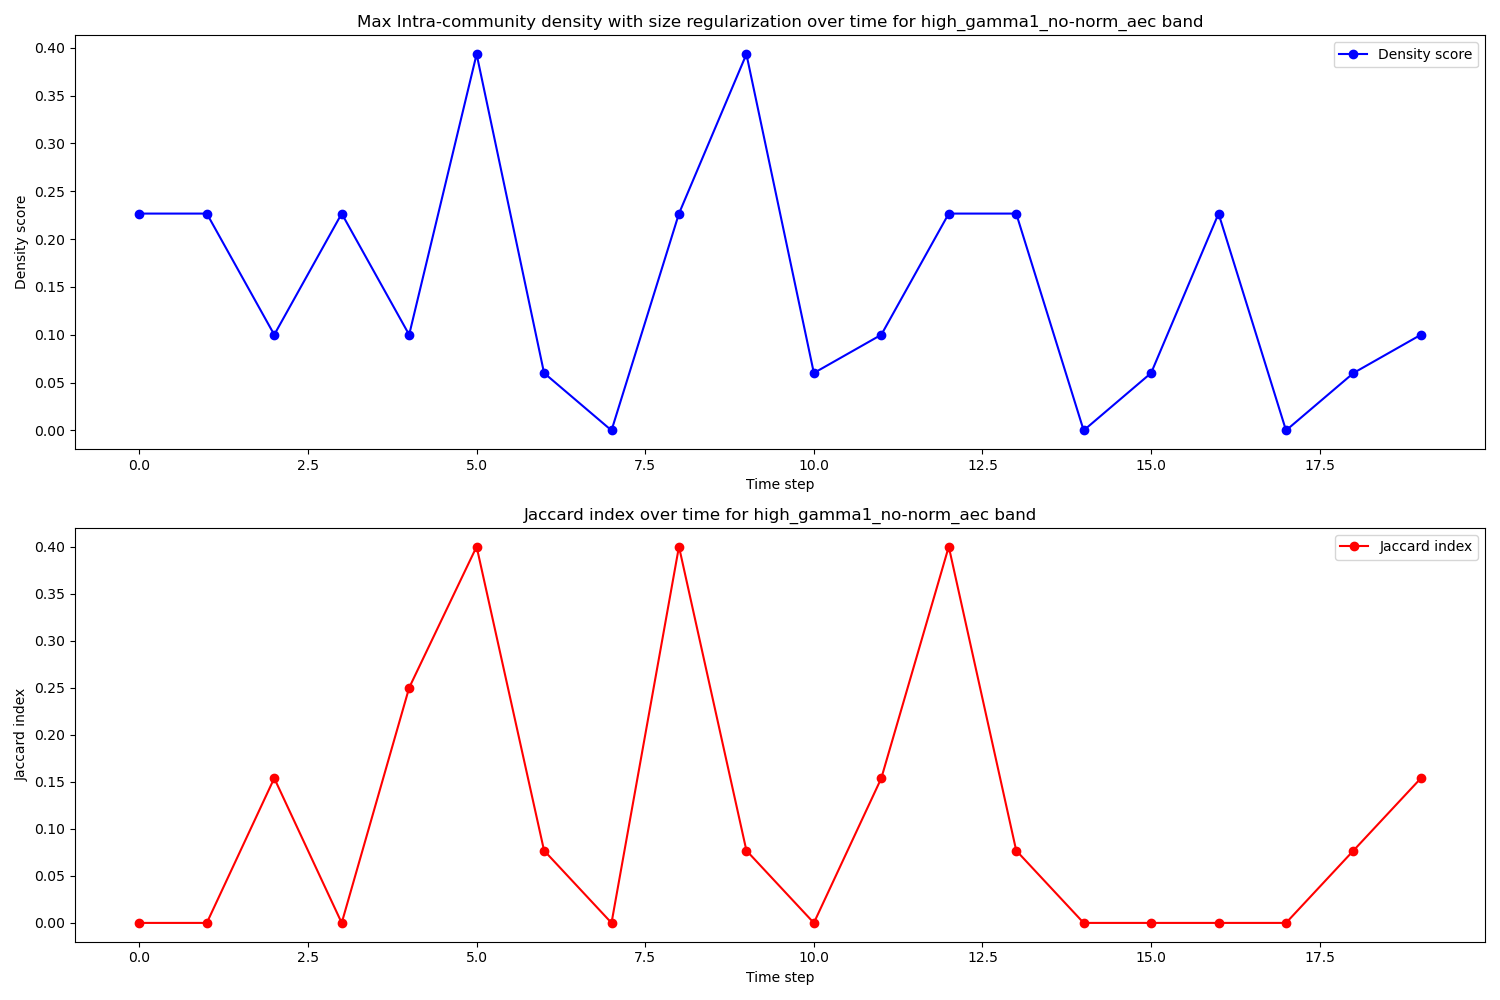 Max Intra-community density with size regularization over time for high_gamma1_no-norm_aec band
Density score
0.40
0.35
0.30
0.25
0.20
0.15
0.10
0.05
0.00
Density score
0.0 2.5 5.0 7.5 10.0 12.5 15.0 17.5
Time step
Jaccard index over time for high_gamma1_no-norm_aec band
Jaccard index
0.40
0.35
0.30
0.25
0.20
0.15
0.10
0.05
0.00
Jaccard index
0.0 2.5 5.0 7.5 10.0 12.5 15.0 17.5
Time step